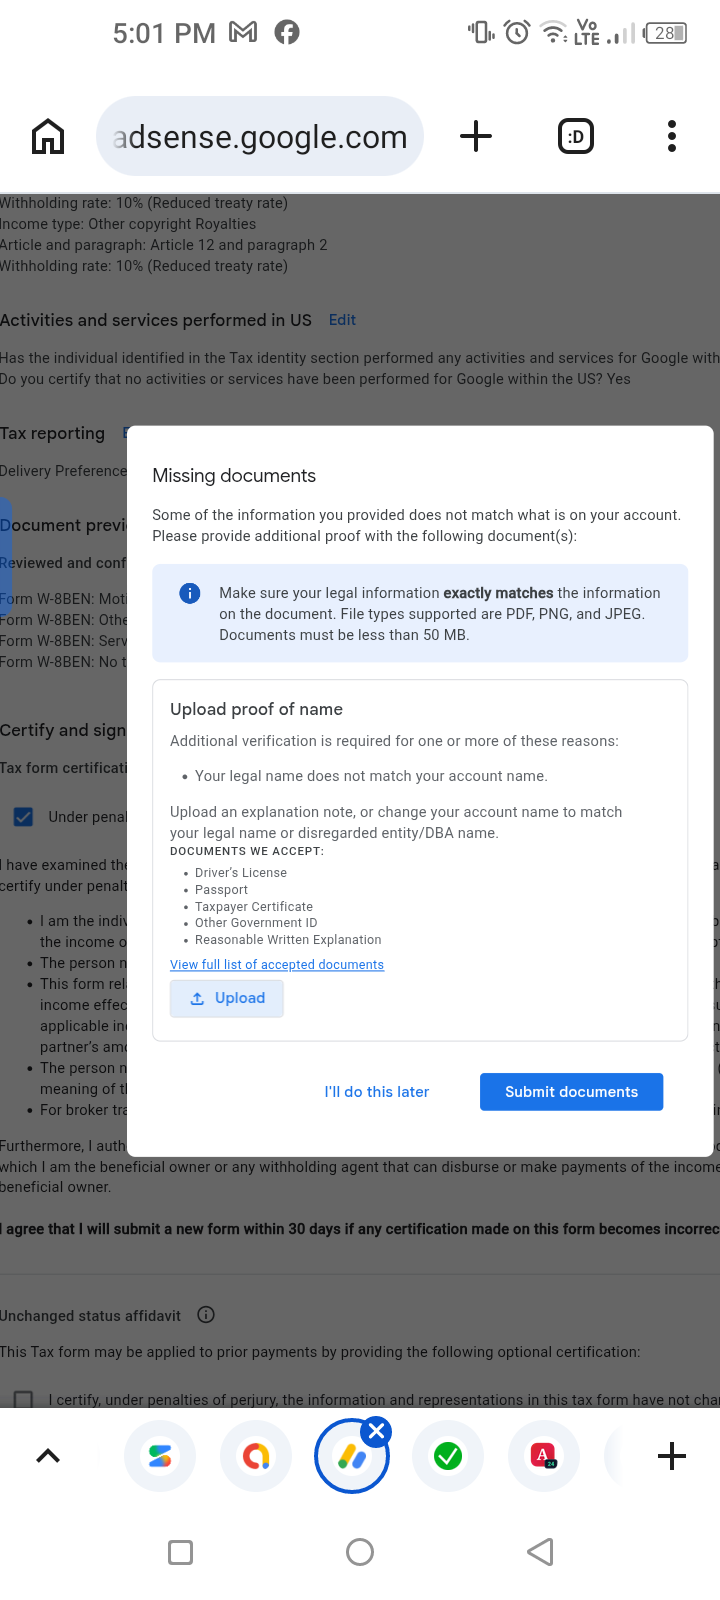 5:01 PM
Vo
LTE
28
adsense.google.com
:D
Withholding rate: 10% (Reduced treaty rate)
Income type: Other copyright Royalties
Article and paragraph: Article 12 and paragraph 2
Withholding rate: 10% (Reduced treaty rate)
Activities and services performed in US Edit
Has the individual identified in the Tax identity section performed any activities and services for Google with
Do you certify that no activities or services have been performed for Google within the US? Yes
Tax reporting
Delivery Preference
Document previ
Reviewed and conf
Form W-8BEN: Moti
Form W-8BEN: Othe
Form W-8BEN: Serv
Form W-8BEN: No t
Certify and sign
Tax form certificati
Under penal
I have examined the
certify under penalt
I am the indiv
the income o
The person n
This form rel
income effec
applicable in
partner's amo
The person n
meaning of th
For broker tra
Missing documents
Some of the information you provided does not match what is on your account.
Please provide additional proof with the following document(s):
Make sure your legal information exactly matches the information
on the document. File types supported are PDF, PNG, and JPEG.
Documents must be less than 50 MB.
Upload proof of name
Additional verification is required for one or more of these reasons:
• Your legal name does not match your account name.
Upload an explanation note, or change your account name to match
your legal name or disregarded entity/DBA name.
DOCUMENTS WE ACCEPT:
• Driver's License
• Passport
• Taxpayer Certificate
• Other Government ID
• Reasonable Written Explanation
View full list of accepted documents
Upload
I'll do this later
Submit documents
Furthermore, I auth
which I am the beneficial owner or any withholding agent that can disburse or make payments of the income
beneficial owner.
I agree that I will submit a new form within 30 days if any certification made on this form becomes incorrec
Unchanged status affidavit
This Tax form may be applied to prior payments by providing the following optional certification:
I certify, under penalties of perjury, the information and representations in this tax form have not cha
A
24